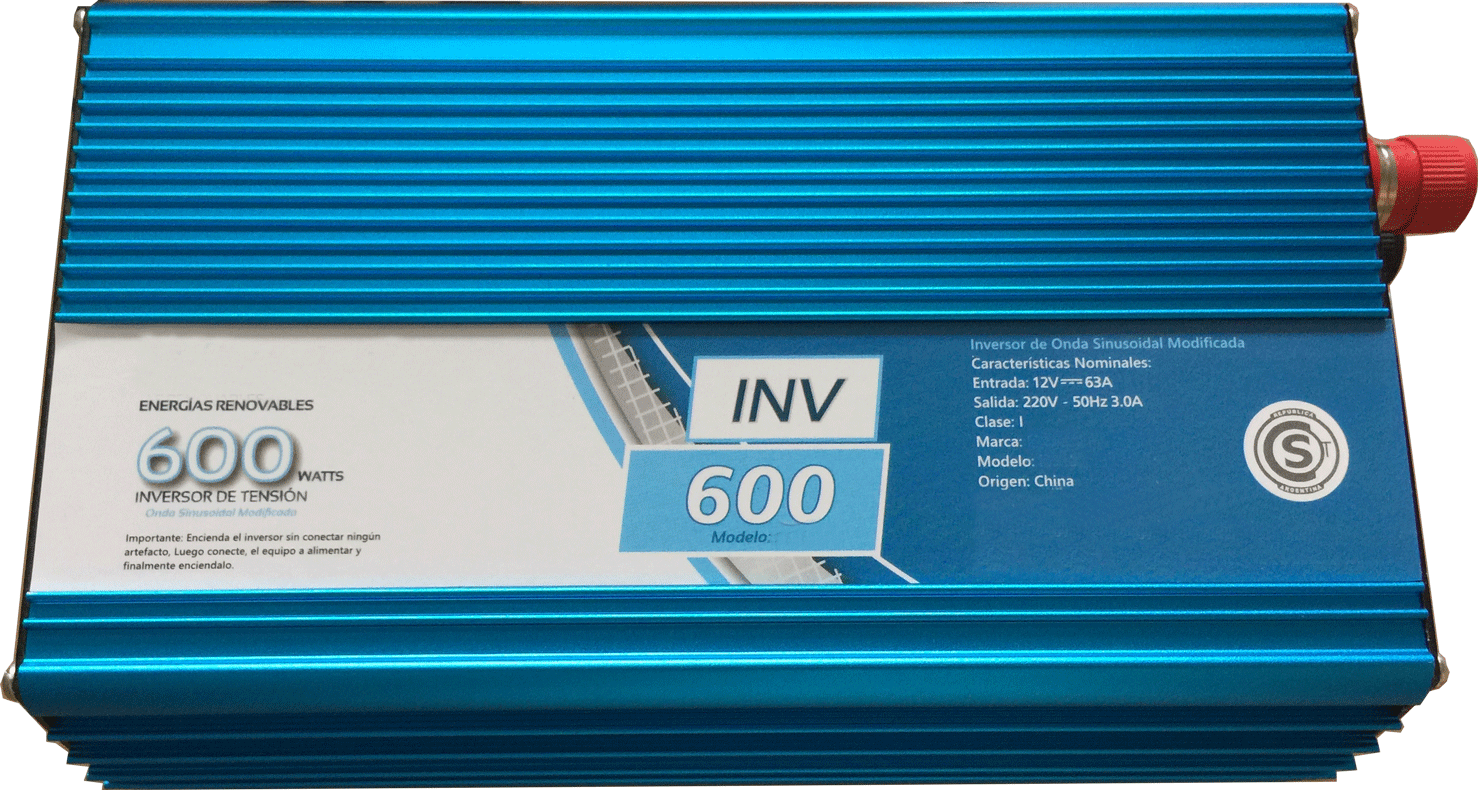 ENERGÍAS RENOVABLES
600 WATTS
INVERSOR DE TENSIÓN
Onda Sinusoidal Modificada
Importante: Encienda el inversor sin conectar ningún
artefacto, Luego conecte, el equipo a alimentar y
finalmente enciendalo.
INV
600
Modelo:
Inversor de Onda Sinusoidal Modificada
Características Nominales:
Entrada: 12V⎓63A
Salida: 220V - 50Hz 3.0A
Clase: I
Marca:
Modelo:
Origen: China
REPUBLICA
S
ARGENTINA